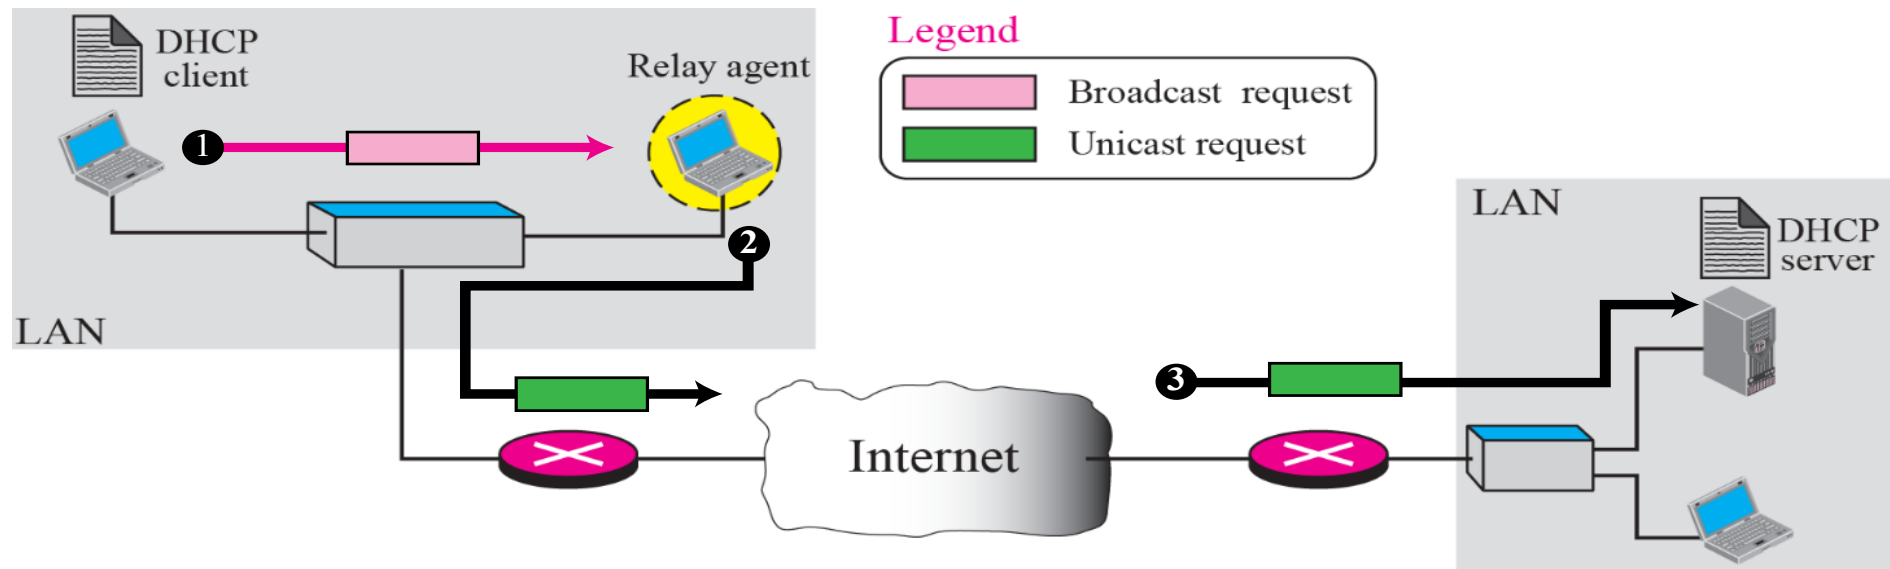 DHCP
client
Relay agent
Legend
Broadcast request
Unicast request
1
2
LAN
LAN
DHCP
server
3
Internet